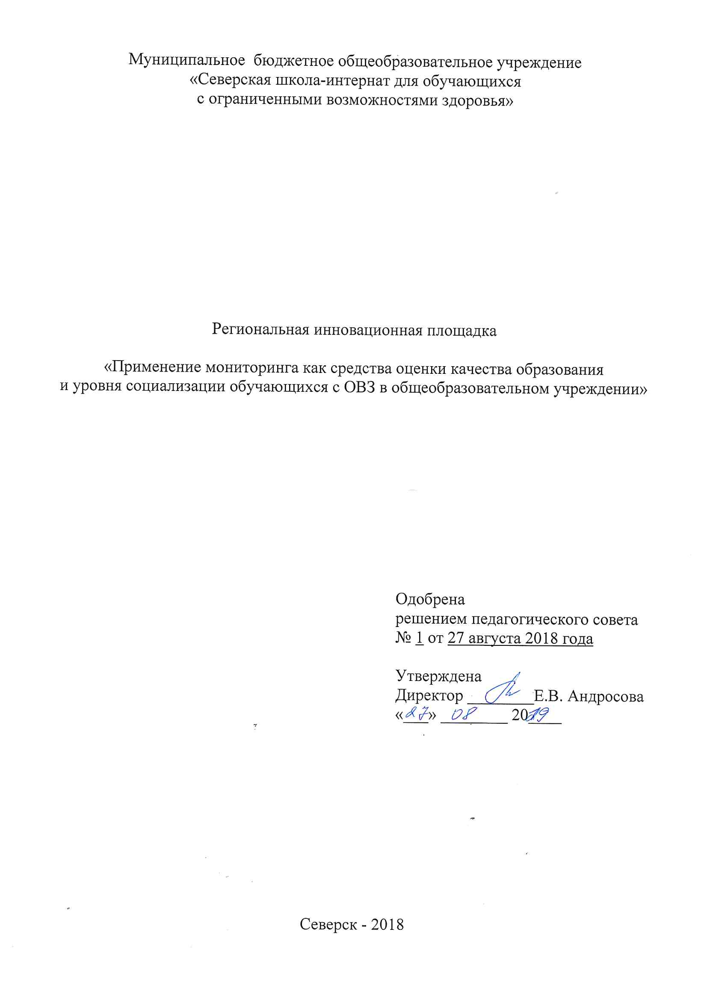 Муниципальное бюджетное общеобразовательное учреждение
«Северская школа-интернат для обучающихся
с ограниченными возможностями здоровья»
Региональная инновационная площадка
«Применение мониторинга как средства оценки качества образования
и уровня социализации обучающихся с ОВЗ в общеобразовательном учреждении»
Одобрена
решением педагогического совета
№ 1 от 27 августа 2018 года
Утверждена
Директор ________Е.В. Андросова
«27» 08 2019
Северск - 2018